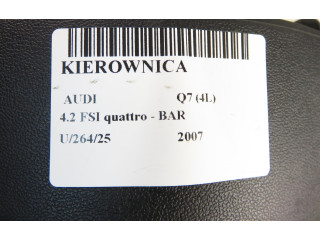 KIEROWNICA
AUDI Q7 (4L)
4.2 FSI quattro - BAR
U/264/25 2007